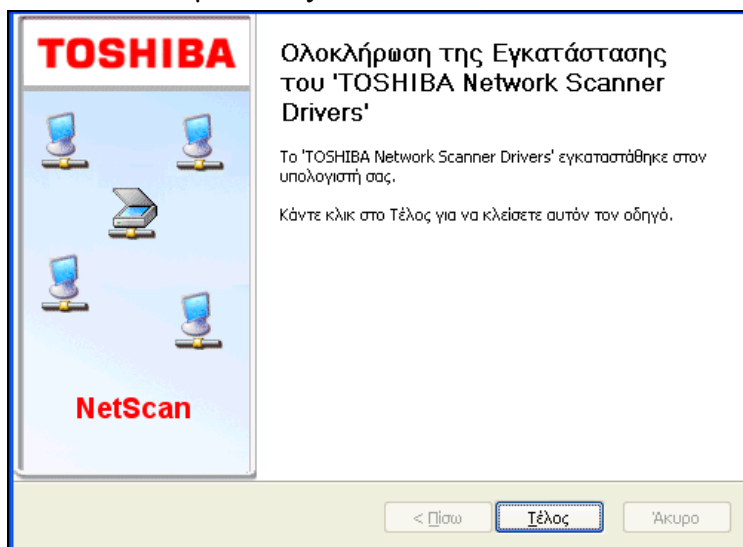 TOSHIBA
Ολοκλήρωση της Εγκατάστασης
του 'TOSHIBA Network Scanner
Drivers'
Το 'TOSHIBA Network Scanner Drivers' εγκαταστάθηκε στον
υπολογιστή σας.
Κάντε κλικ στο Τέλος για να κλείσετε αυτόν τον οδηγό.
NetScan
< Πίσω
Τέλος
Άκυρο